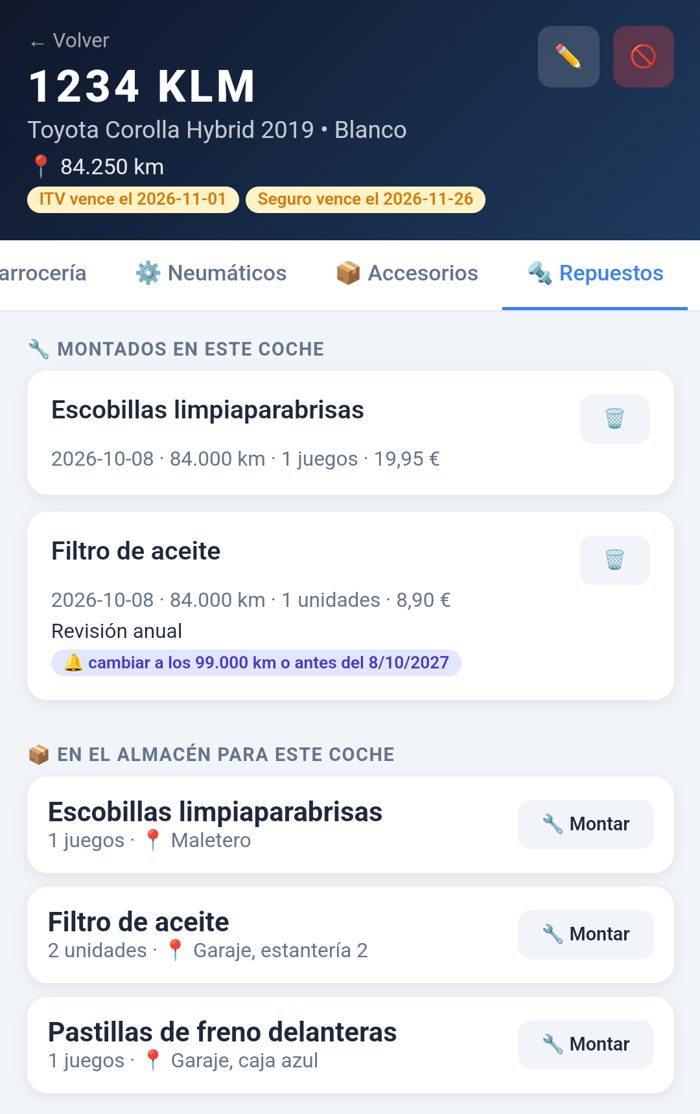 ← Volver
1234 KLM
Toyota Corolla Hybrid 2019 • Blanco
📍 84.250 km
ITV vence el 2026-11-01 Seguro vence el 2026-11-26
arrocería ⚙️ Neumáticos 📦 Accesorios 🔩 Repuestos
🔧 MONTADOS EN ESTE COCHE
Escobillas limpiaparabrisas
2026-10-08 · 84.000 km · 1 juegos · 19,95 €
Filtro de aceite
2026-10-08 · 84.000 km · 1 unidades · 8,90 €
Revisión anual
🔔 cambiar a los 99.000 km o antes del 8/10/2027
📦 EN EL ALMACÉN PARA ESTE COCHE
Escobillas limpiaparabrisas
1 juegos · 📍 Maletero
🔧 Montar
Filtro de aceite
2 unidades · 📍 Garaje, estantería 2
🔧 Montar
Pastillas de freno delanteras
1 juegos · 📍 Garaje, caja azul
🔧 Montar